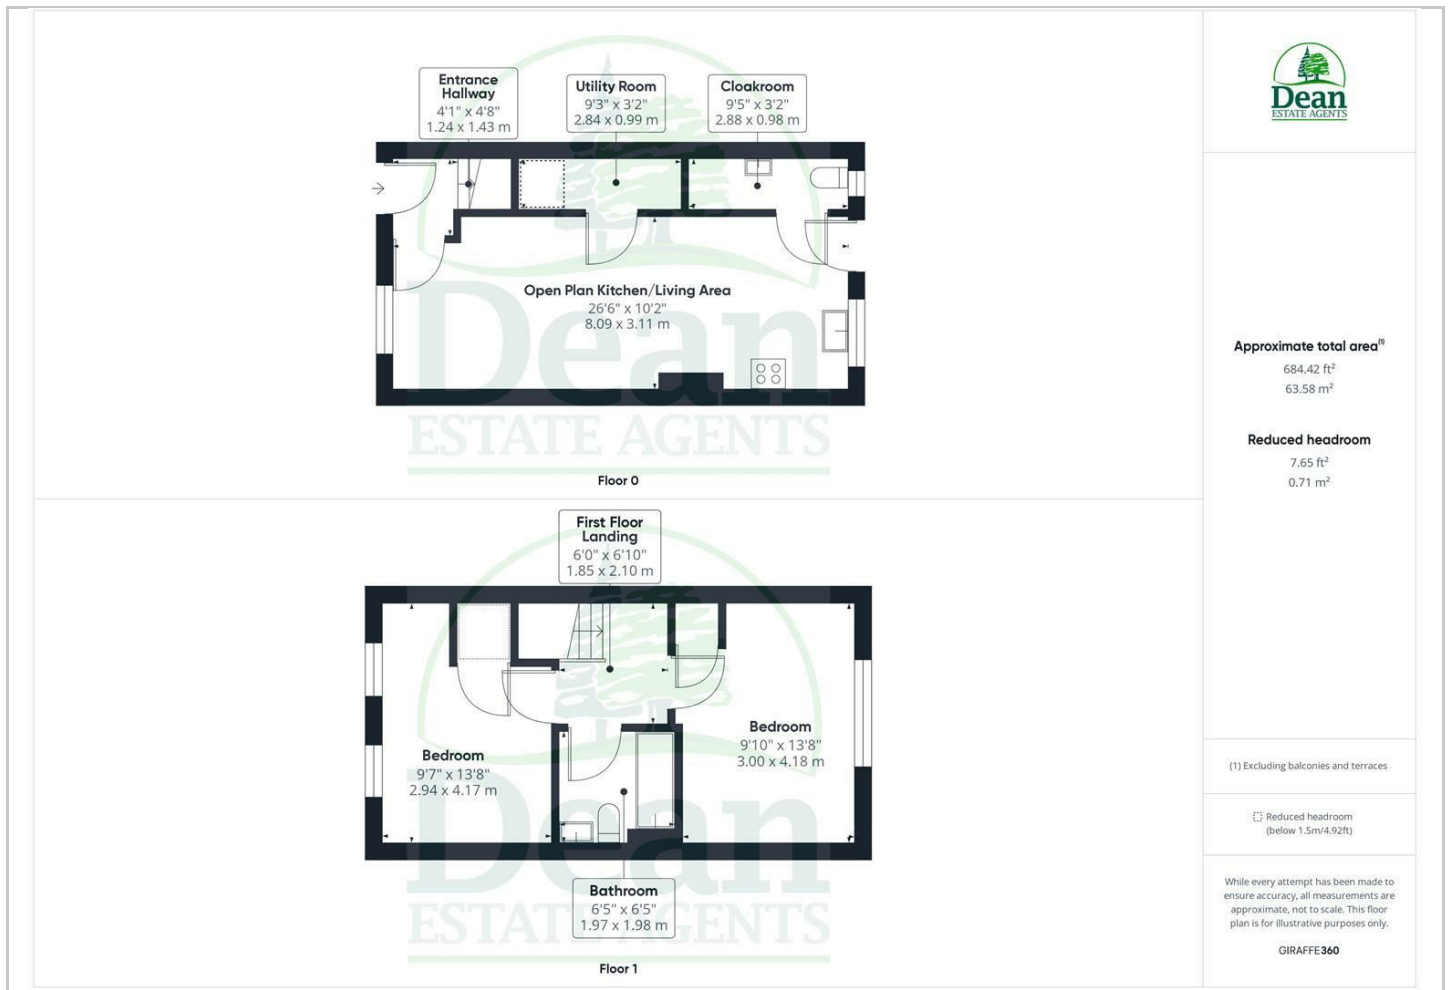 Entrance
Hallway
4'1" x 4'8"
1.24 x 1.43 m
Utility Room
9'3" x 3'2"
2.84 x 0.99 m
Cloakroom
9'5" x 3'2"
2.88 x 0.98 m
Open Plan Kitchen/Living Area
26'6" x 10'2"
8.09 x 3.11 m
Dean
ESTATE AGENTS
Floor 0
First Floor
Landing
6'0" x 6'10"
1.85 x 2.10 m
Bedroom
9'7" x 13'8"
2.94 x 4.17 m
Bedroom
9'10" x 13'8"
3.00 x 4.18 m
Bathroom
6'5" x 6'5"
1.97 x 1.98 m
Dean
ESTATE AGENTS
Floor 1
Dean
ESTATE AGENTS
Approximate total area(1)
684.42 ft²
63.58 m²
Reduced headroom
7.65 ft²
0.71 m²
(1) Excluding balconies and terraces
Reduced headroom
(below 1.5m/4.92ft)
While every attempt has been made to
ensure accuracy, all measurements are
approximate, not to scale. This floor
plan is for illustrative purposes only.
GIRAFFE360